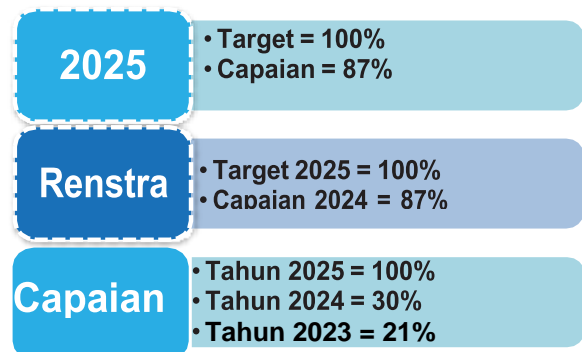 2025
• Target = 100%
• Capaian = 87%
Renstra
• Target 2025 = 100%
• Capaian 2024 = 87%
Capaian
• Tahun 2025 = 100%
• Tahun 2024 = 30%
• Tahun 2023 = 21%